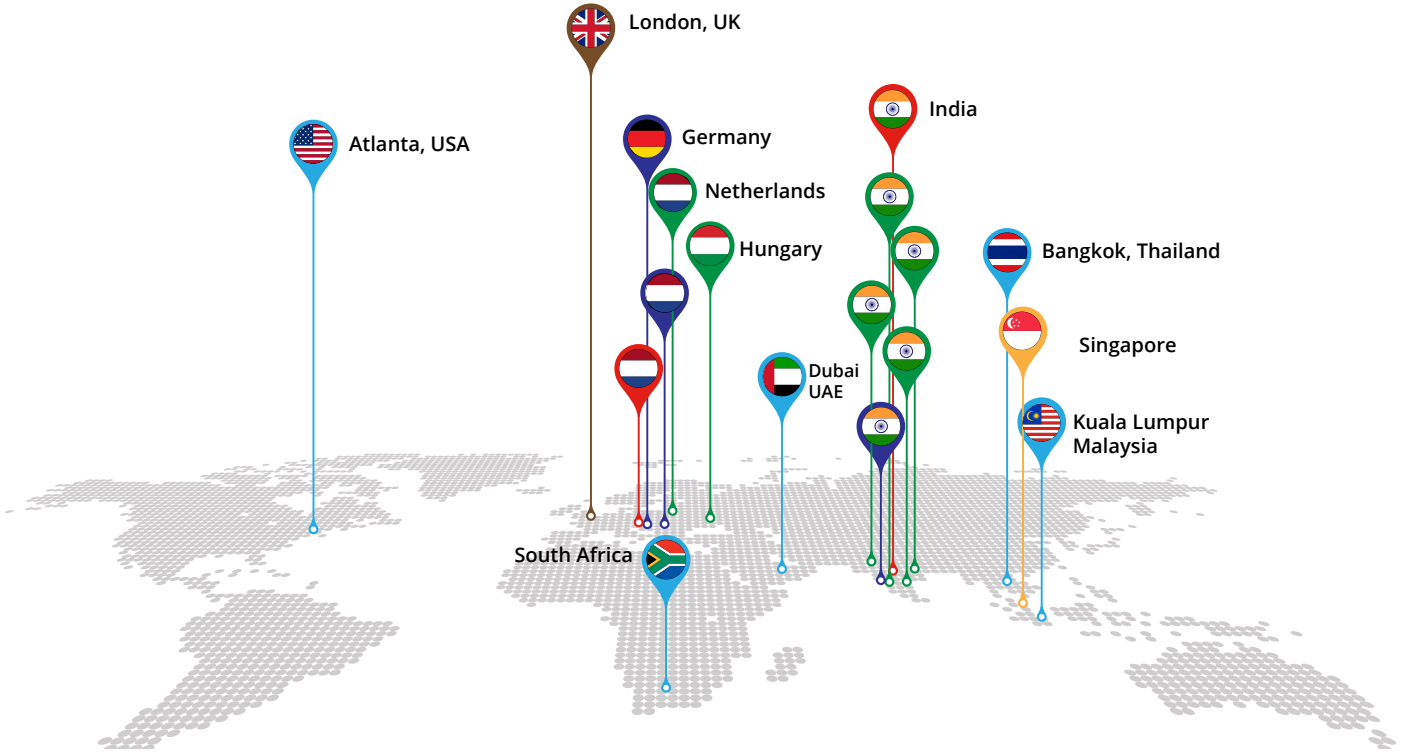 London, UK
India
Germany
Atlanta, USA
Netherlands
Hungary
Bangkok, Thailand
Singapore
Dubai
UAE
Kuala Lumpur
Malaysia
South Africa